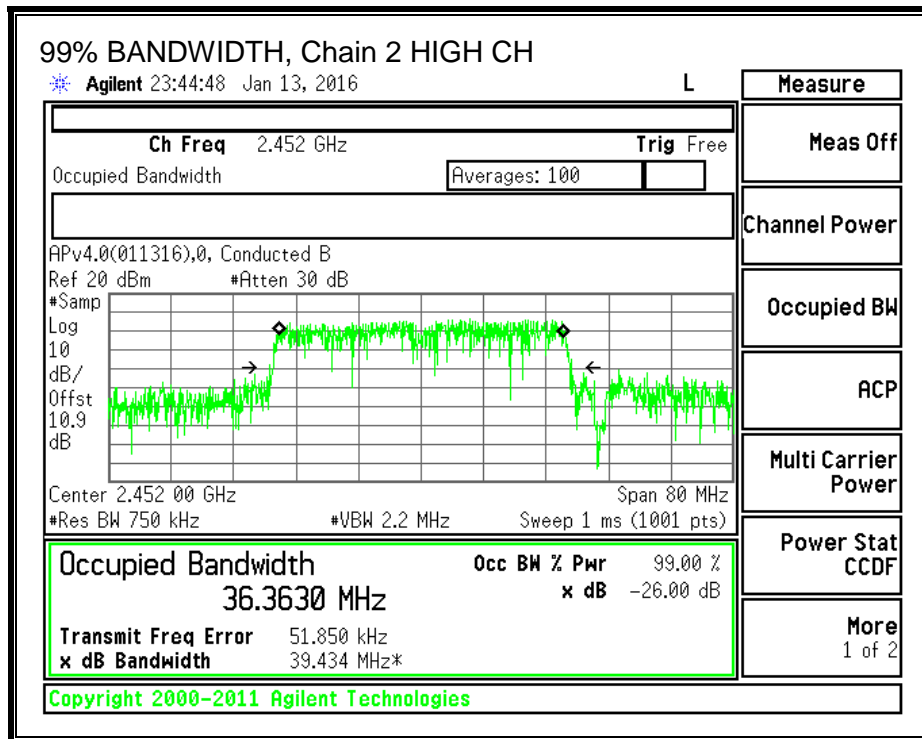 99% BANDWIDTH, Chain 2 HIGH CH
Agilent 23:44:48 Jan 13, 2016 L
Measure
Ch Freq 2.452 GHz Trig Free
Meas Off
Occupied Bandwidth Averages: 100
Channel Power
APv4.0(011316),0, Conducted B
Ref 20 dBm #Atten 30 dB
#Samp
Log
10
dB/
Offst
10.9
dB
Occupied BW
ACP
Center 2.452 00 GHz Span 80 MHz
#Res BW 750 kHz #VBW 2.2 MHz Sweep 1 ms (1001 pts)
Multi Carrier
Power
Occupied Bandwidth Occ BW % Pwr 99.00 %
36.3630 MHz x dB -26.00 dB
Power Stat
CCDF
Transmit Freq Error 51.850 kHz
x dB Bandwidth 39.434 MHz*
More
1 of 2
Copyright 2000-2011 Agilent Technologies